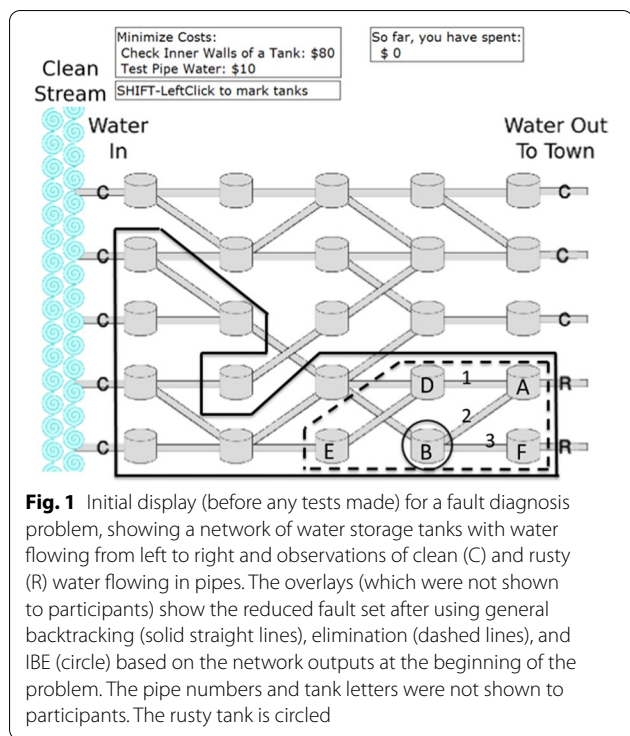 Minimize Costs:
Check Inner Walls of a Tank: $80
Test Pipe Water: $10
SHIFT-LeftClick to mark tanks
So far, you have spent:
$ 0
Clean
Stream
Water
In
Water Out
To Town
C
C
C
C
C
C
C
C
D
1
A
R
2
C
E
B
3
F
R
Fig. 1 Initial display (before any tests made) for a fault diagnosis
problem, showing a network of water storage tanks with water
flowing from left to right and observations of clean (C) and rusty
(R) water flowing in pipes. The overlays (which were not shown
to participants) show the reduced fault set after using general
backtracking (solid straight lines), elimination (dashed lines), and
IBE (circle) based on the network outputs at the beginning of the
problem. The pipe numbers and tank letters were not shown to
participants. The rusty tank is circled